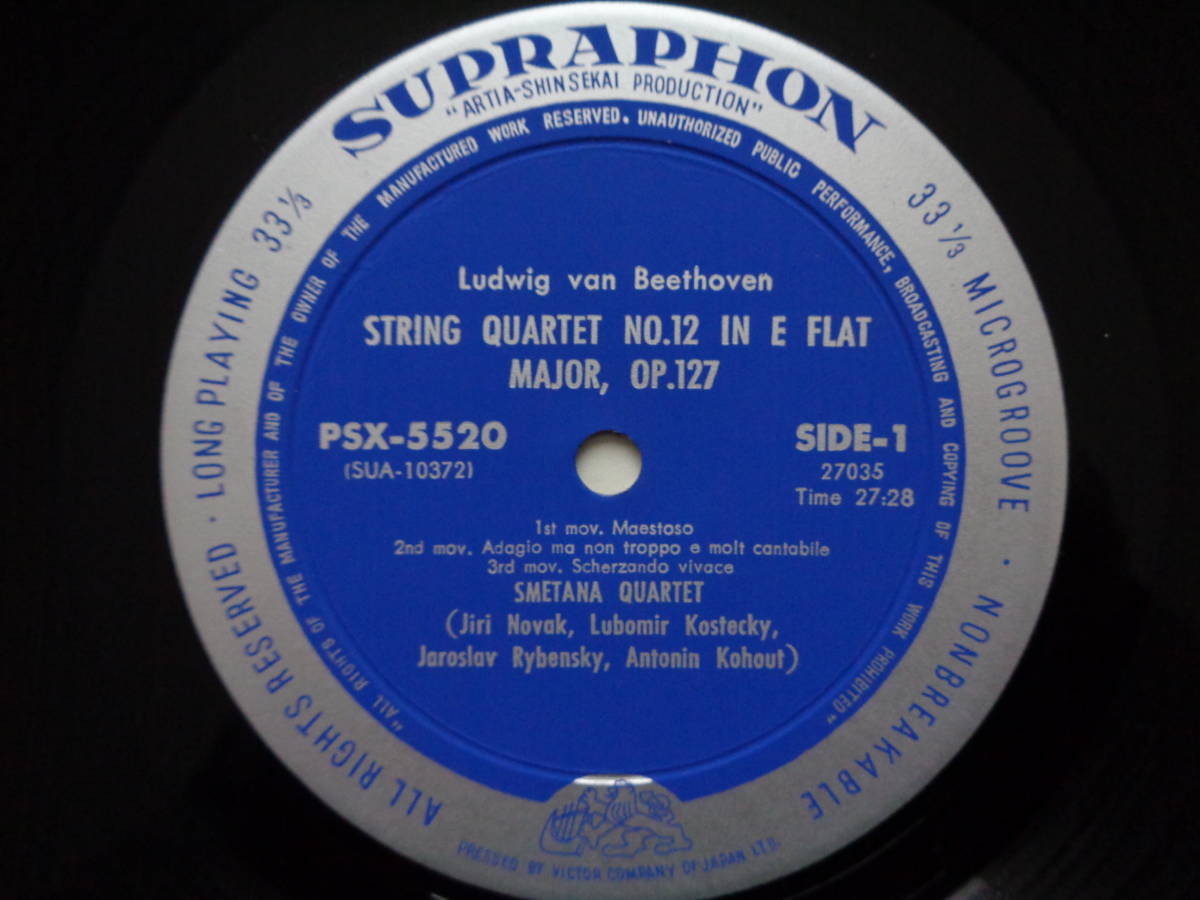 SUPRAPHON
"ARTIA-SHINSEKAI PRODUCTION"
"ALL RIGHTS OF THE MANUFACTURER AND OF THE OWNER OF THE MANUFACTURED WORK RESERVED. UNAUTHORIZED PUBLIC PERFORMANCE, BROADCASTING AND COPYING OF THIS WORK PROHIBITED"
ALL RIGHTS RESERVED · LONG PLAYING 33⅓
33⅓ MICROGROOVE · NONBREAKABLE
Ludwig van Beethoven
STRING QUARTET NO.12 IN E FLAT
MAJOR, OP.127
PSX-5520 SIDE-1
(SUA-10372) 27035
Time 27:28
1st mov. Maestoso
2nd mov. Adagio ma non troppo e molt cantabile
3rd mov. Scherzando vivace
SMETANA QUARTET
(Jiri Novak, Lubomir Kostecky,
Jaroslav Rybensky, Antonin Kohout)
PRESSED BY VICTOR COMPANY OF JAPAN LTD.